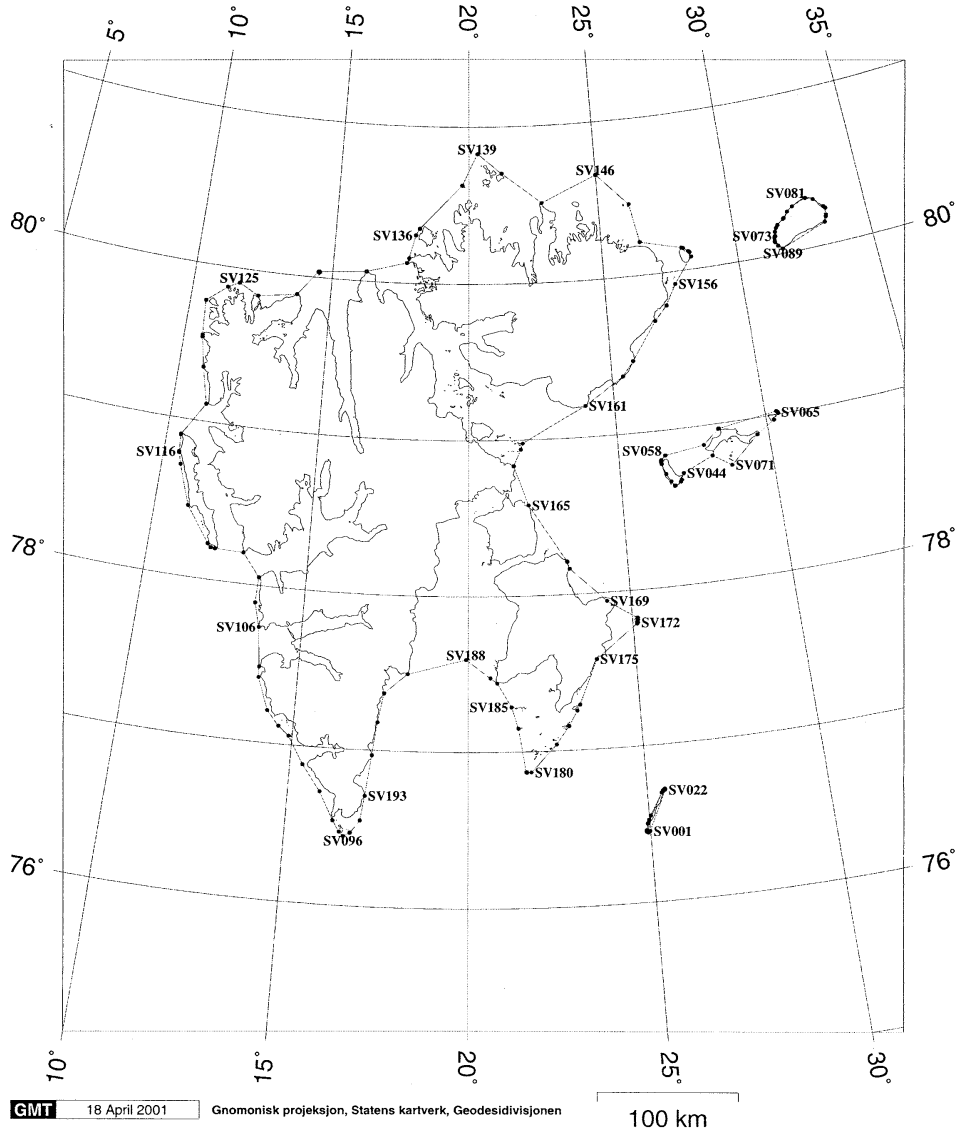 5° 10° 15° 20° 25° 30° 35°
SV139
SV146
SV081
80° 80°
SV136
SV073
SV089
SV125
SV156
SV161
SV065
SV116
SV058
SV044 SV071
SV165
78° 78°
SV169
SV106
SV172
SV188
SV175
SV185
SV180
SV022
SV193
SV001
SV096
76° 76°
10° 15° 20° 25° 30°
GMT 18 April 2001 Gnomonisk projeksjon, Statens kartverk, Geodesidivisjonen
100 km